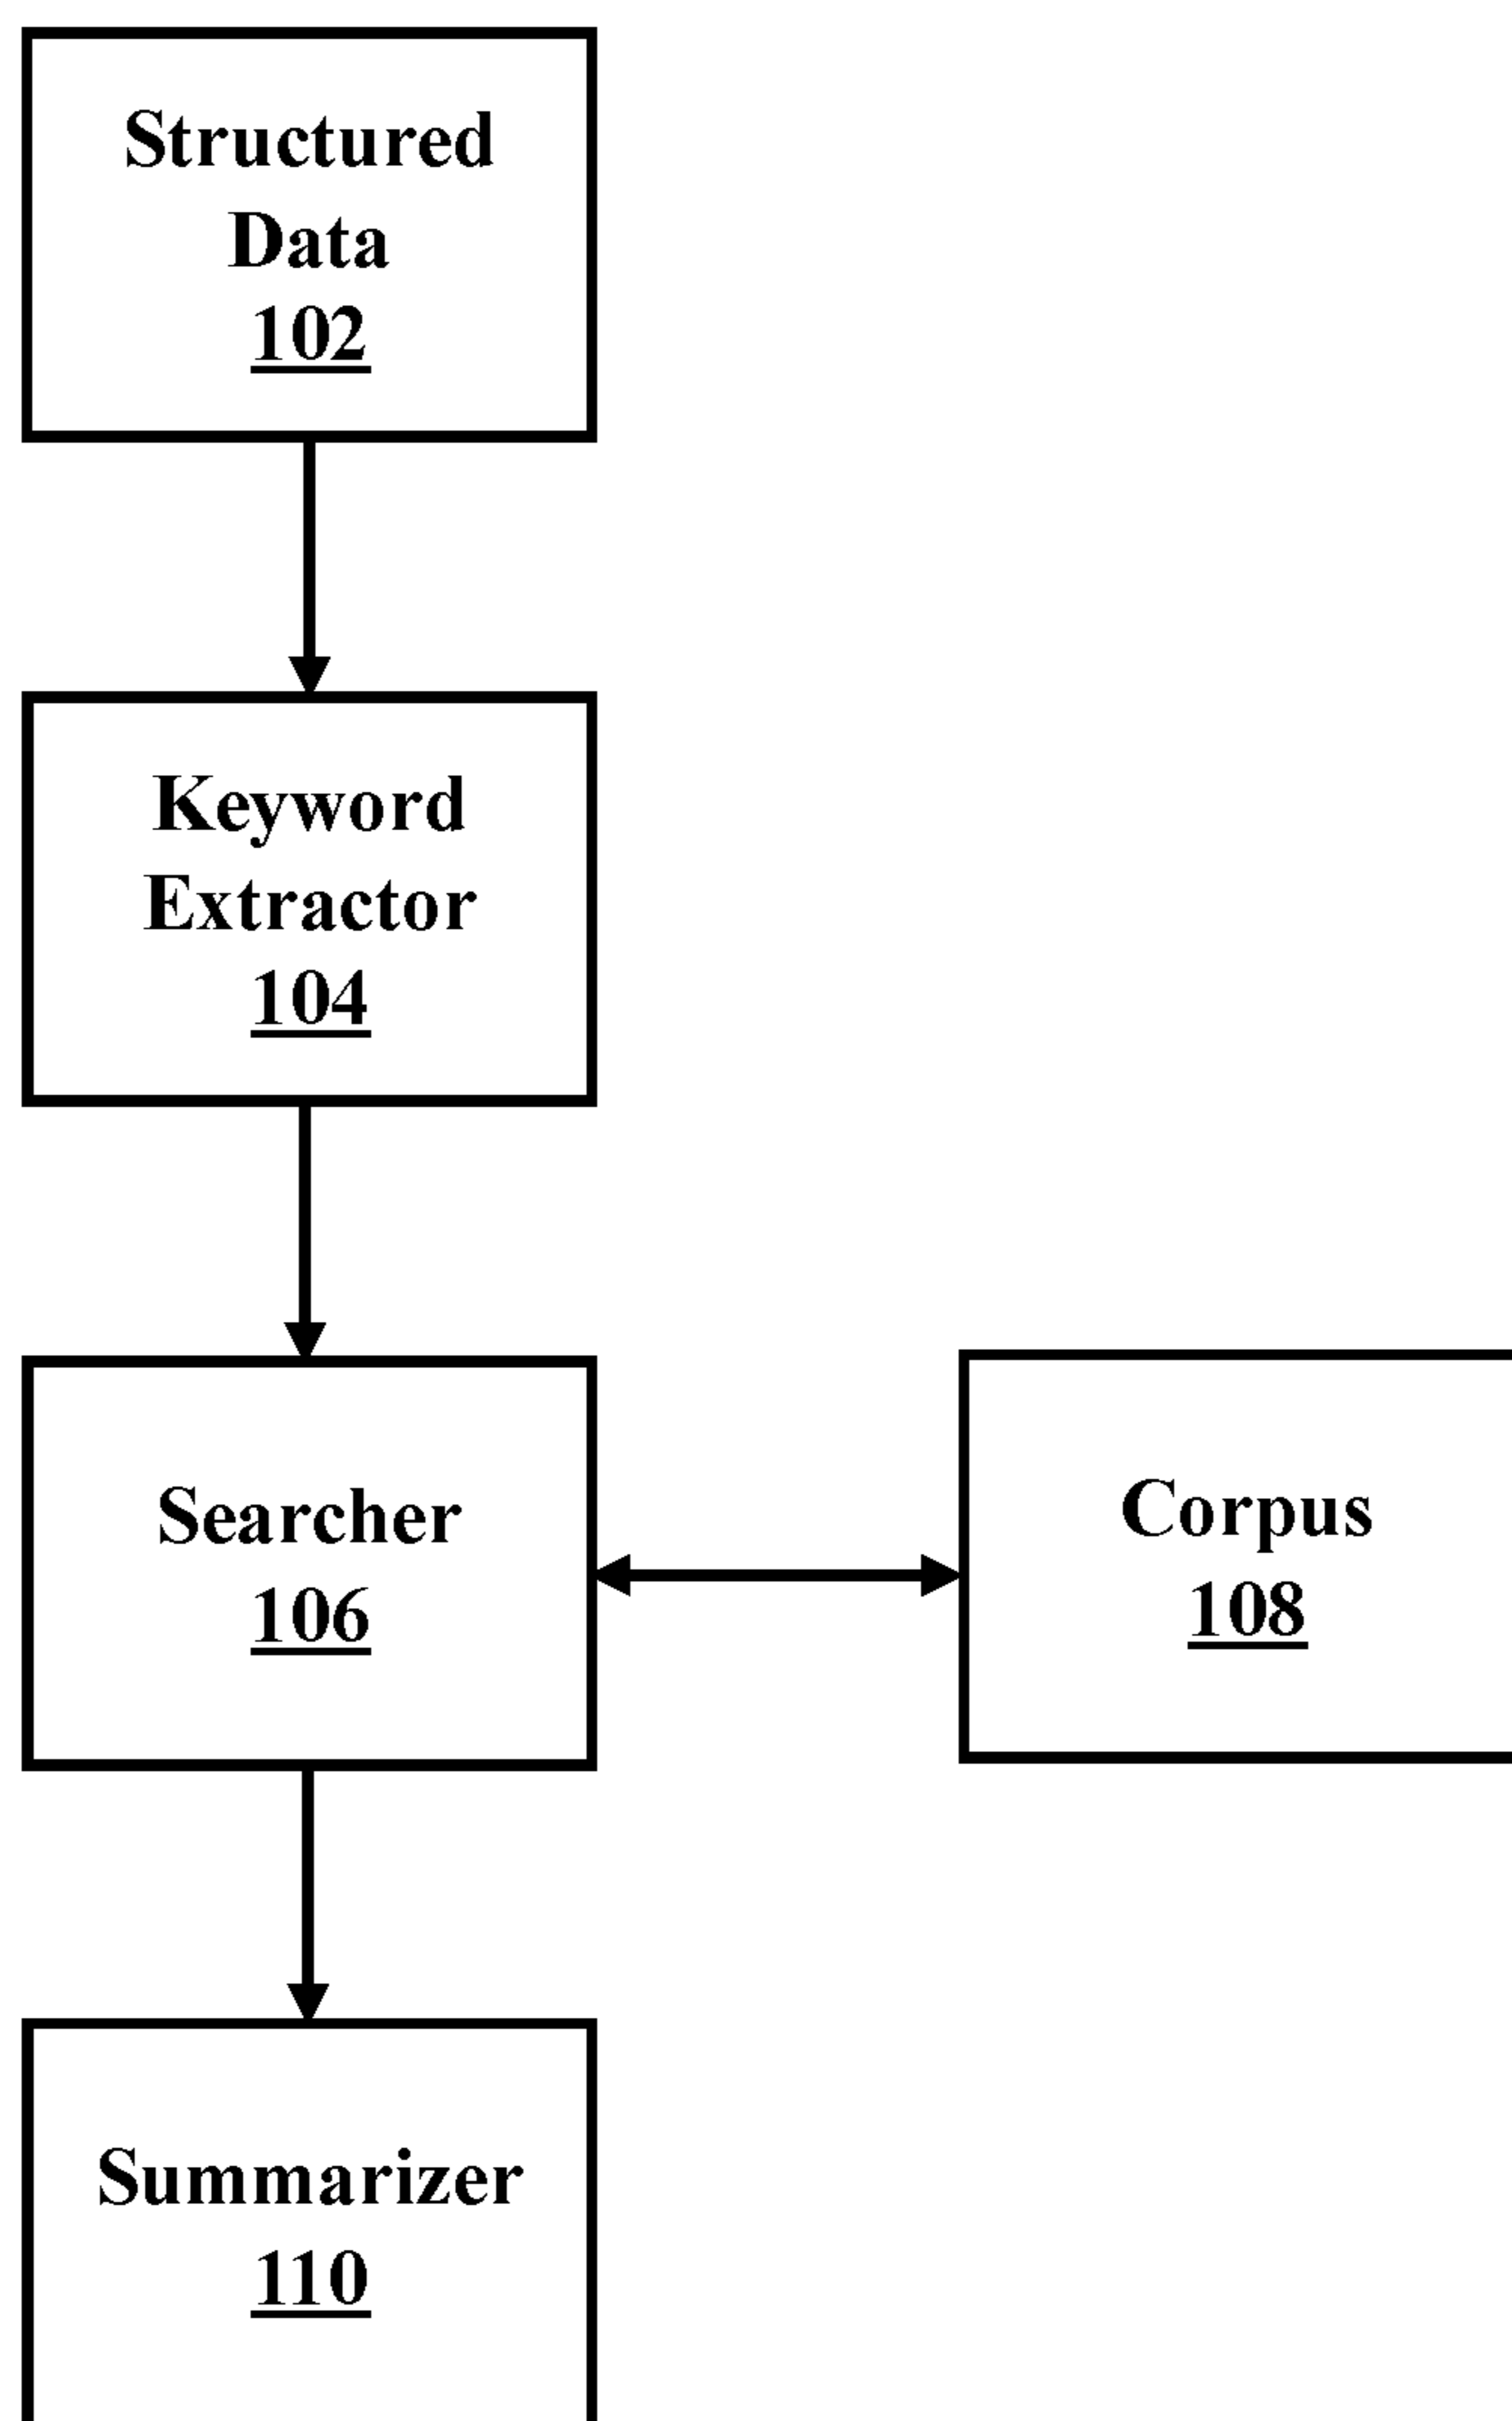 Structured
Data
102
Keyword
Extractor
104
Searcher
106
Corpus
108
Summarizer
110